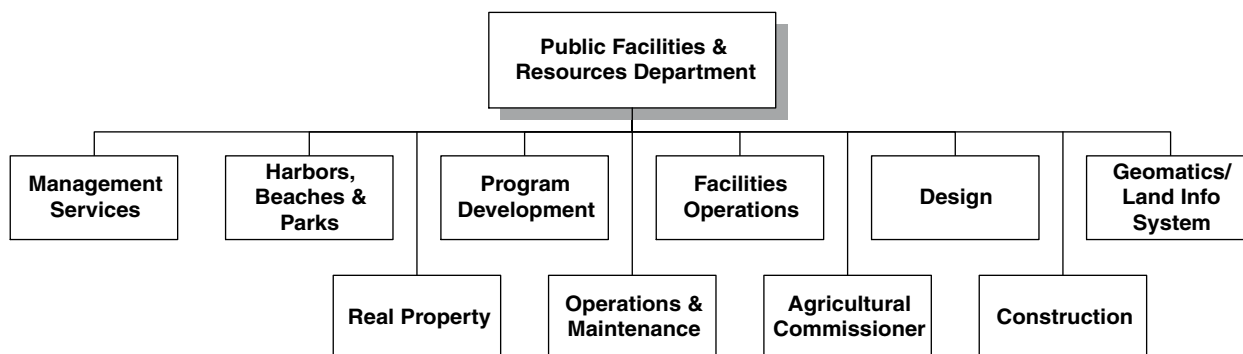 Public Facilities &
Resources Department
Management
Services
Harbors,
Beaches &
Parks
Program
Development
Facilities
Operations
Design
Geomatics/
Land Info
System
Real Property
Operations &
Maintenance
Agricultural
Commissioner
Construction